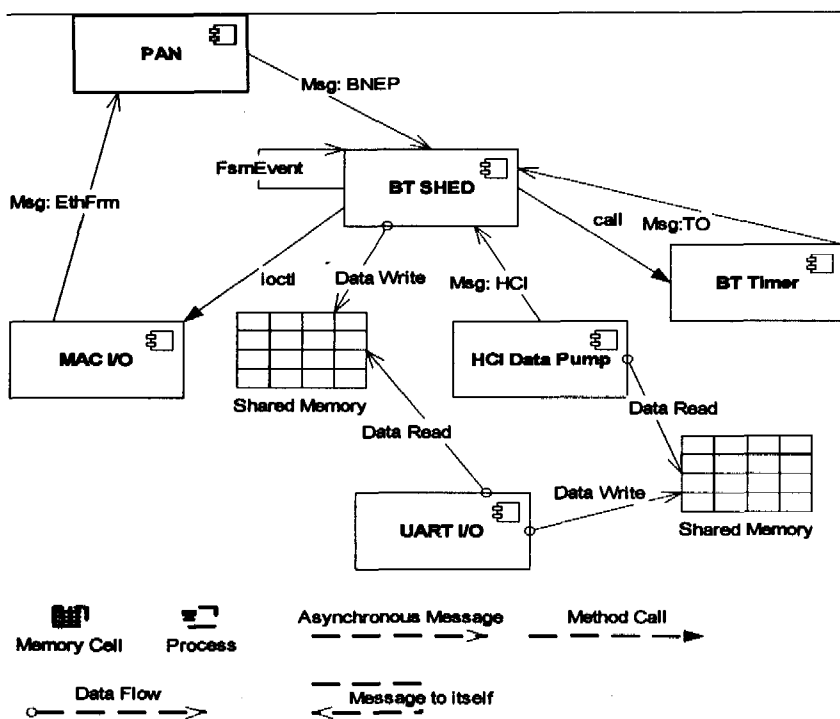 PAN
Msg: BNEP
FsmEvent
BT SHED
Msg: EthFrm
call
Msg:TO
BT Timer
ioctl
Data Write
Msg: HCI
MAC I/O
HCI Data Pump
Shared Memory
Data Read
Data Read
UART I/O
Data Write
Shared Memory
Memory Cell
Process
Asynchronous Message
Method Call
Data Flow
Message to itself